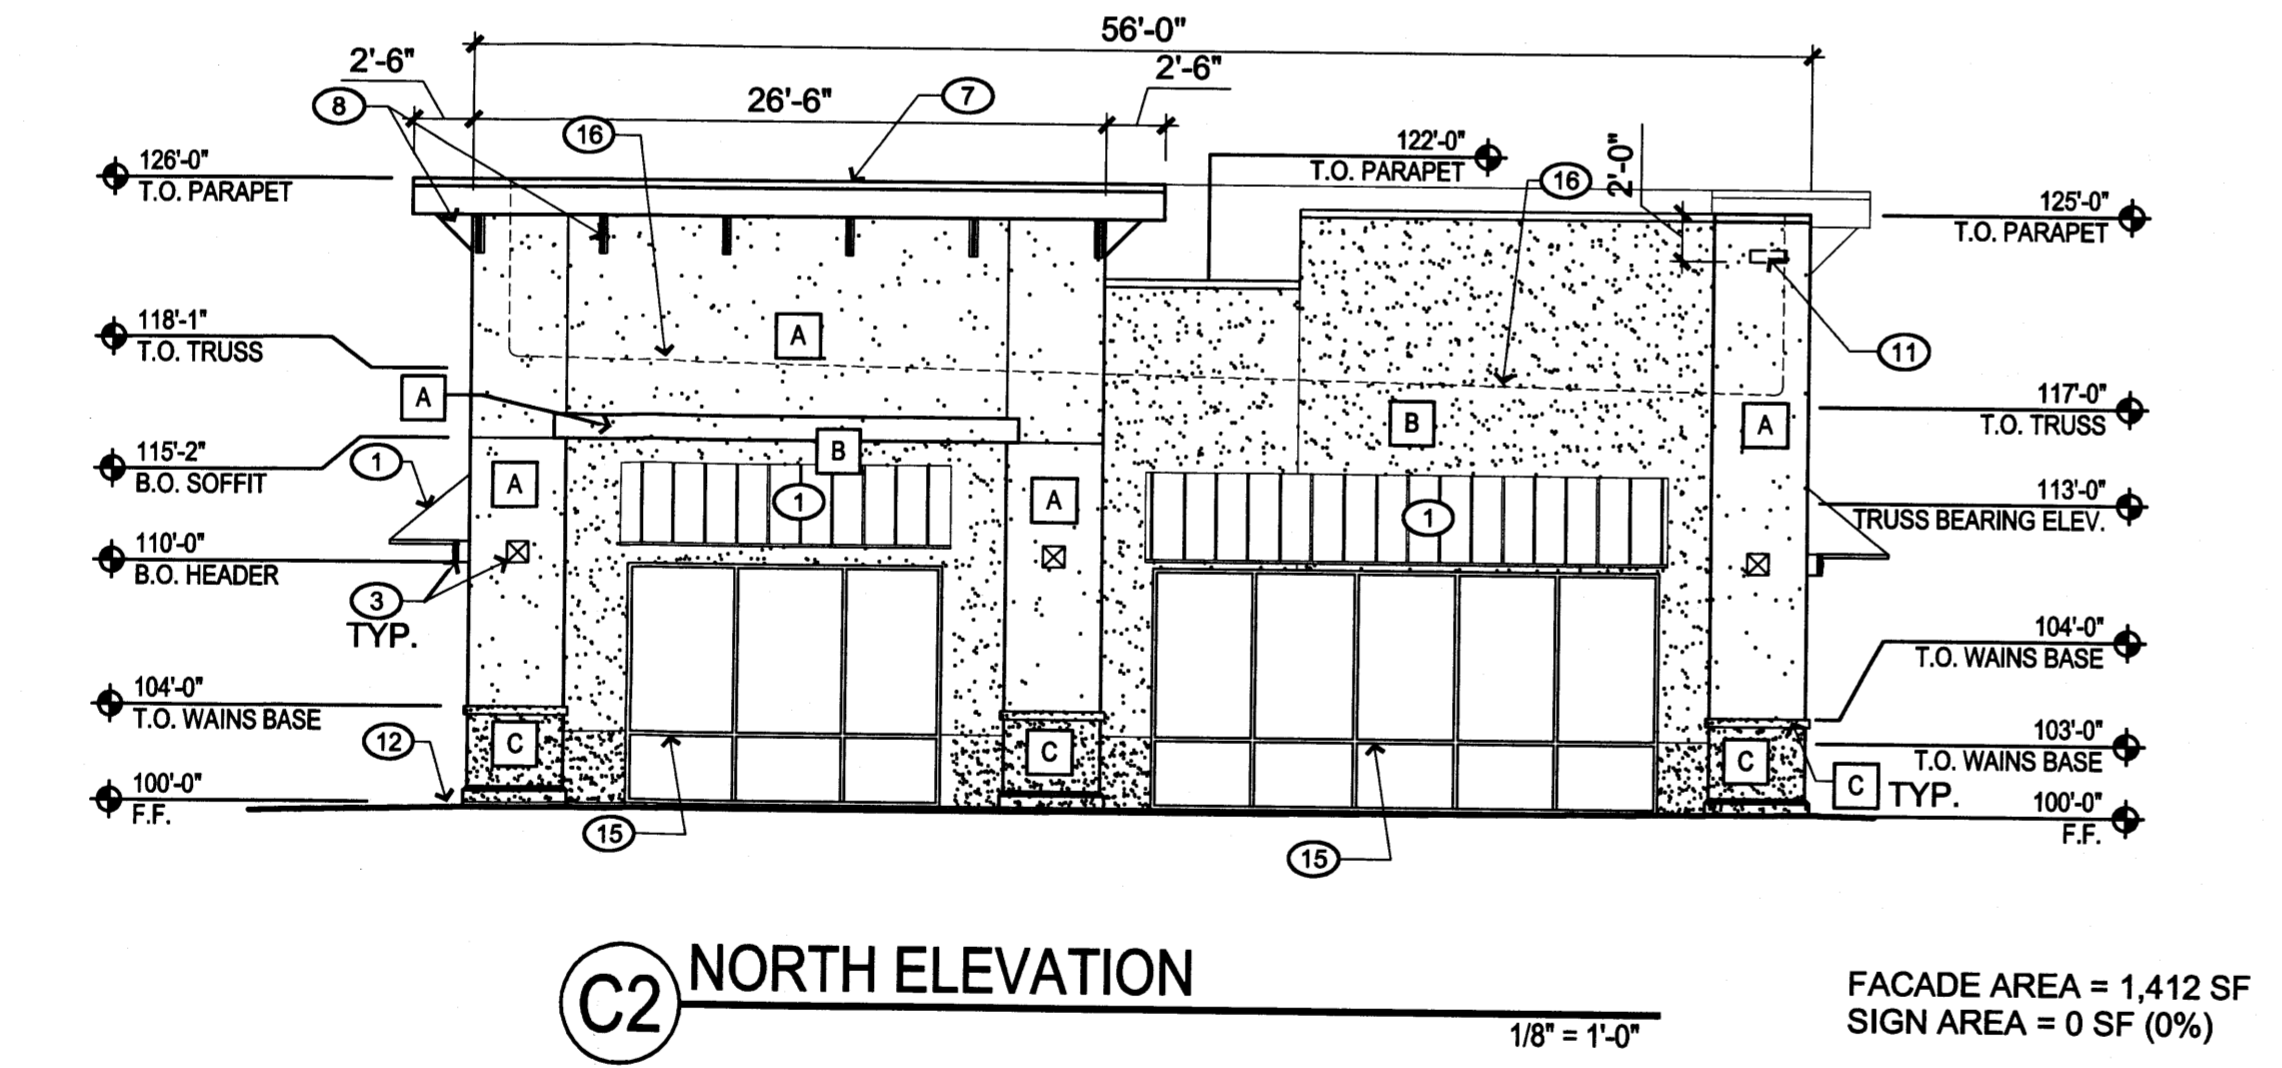 56'-0"
2'-6"
2'-6"
8
26'-6"
7
16
126'-0"
T.O. PARAPET
122'-0"
T.O. PARAPET
16
2'-0"
125'-0"
T.O. PARAPET
118'-1"
T.O. TRUSS
A
11
A
B
A
117'-0"
T.O. TRUSS
115'-2"
B.O. SOFFIT
1
B
A
1
A
1
113'-0"
TRUSS BEARING ELEV.
110'-0"
B.O. HEADER
3
TYP.
104'-0"
T.O. WAINS BASE
104'-0"
T.O. WAINS BASE
12
C
C
C
103'-0"
T.O. WAINS BASE
100'-0"
F.F.
C TYP.
100'-0"
F.F.
15
15
C2
NORTH ELEVATION
1/8" = 1'-0"
FACADE AREA = 1,412 SF
SIGN AREA = 0 SF (0%)